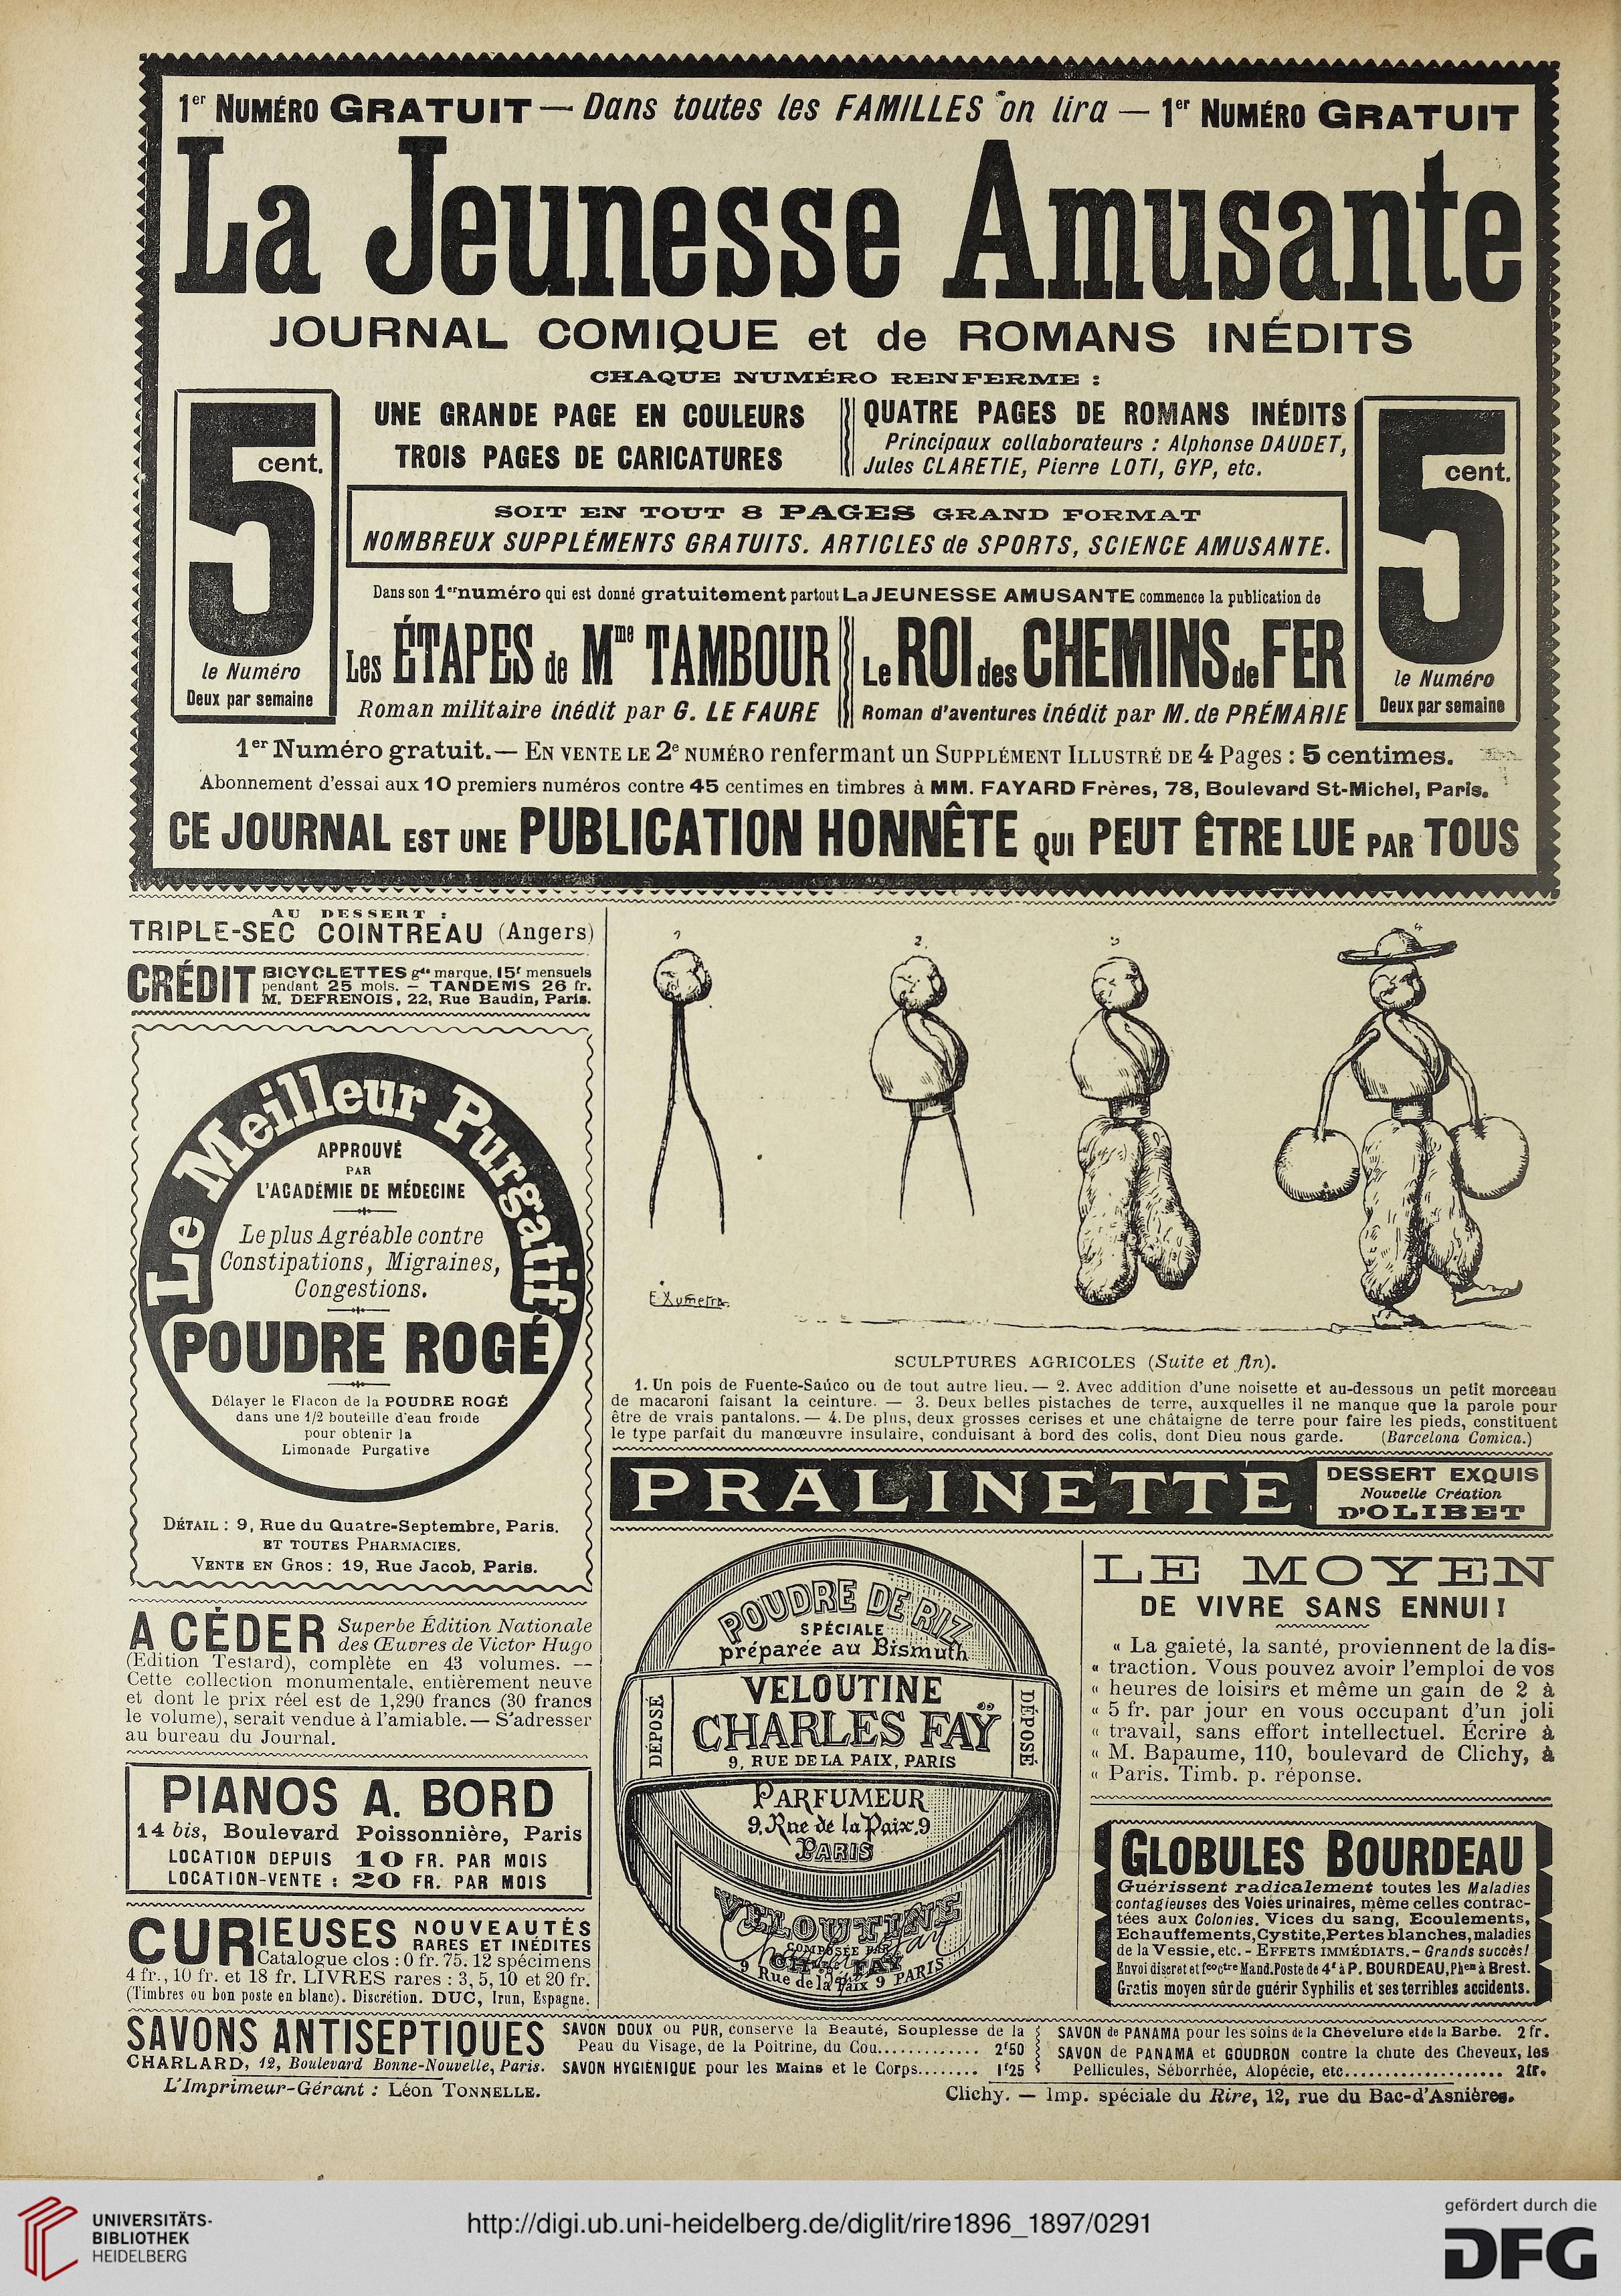 1er NUMÉRO GRATUIT — Dans toutes les FAMILLES on lira — 1er NUMÉRO GRATUIT
La Jeunesse Amusante
JOURNAL COMIQUE et de ROMANS INÉDITS
CHAQUE NUMÉRO RENFERME :
5 cent.
le Numéro
Deux par semaine
UNE GRANDE PAGE EN COULEURS
TROIS PAGES DE CARICATURES
QUATRE PAGES DE ROMANS INÉDITS
Principaux collaborateurs : Alphonse DAUDET,
Jules CLARETIE, Pierre LOTI, GYP, etc.
5 cent.
le Numéro
Deux par semaine
SOIT EN TOUT 8 PAGES GRAND FORMAT
NOMBREUX SUPPLÉMENTS GRATUITS. ARTICLES de SPORTS, SCIENCE AMUSANTE.
Dans son 1er numéro qui est donné gratuitement partout La JEUNESSE AMUSANTE commence la publication de
Les ÉTAPES de Mme TAMBOUR
Roman militaire inédit par G. LE FAURE
Le ROI des CHEMINS de FER
Roman d'aventures inédit par M. de PRÉMARIE
1er Numéro gratuit. — EN VENTE LE 2e NUMÉRO renfermant un SUPPLÉMENT ILLUSTRÉ DE 4 Pages : 5 centimes.
Abonnement d'essai aux 10 premiers numéros contre 45 centimes en timbres à MM. FAYARD Frères, 78, Boulevard St-Michel, Paris.
CE JOURNAL EST UNE PUBLICATION HONNÊTE QUI PEUT ÊTRE LUE PAR TOUS
AU DESSERT :
TRIPLE-SEC COINTREAU (Angers)
CRÉDIT BICYCLETTES gde marque, 15f mensuels
pendant 25 mois. — TANDEMS 26 fr.
M. DEFRENOIS, 22, Rue Baudin, Paris.
Le Meilleur Purgatif
APPROUVÉ
PAR
L'ACADÉMIE DE MÉDECINE
Le plus Agréable contre
Constipations, Migraines,
Congestions.
POUDRE ROGÉ
Délayer le Flacon de la POUDRE ROGÉ
dans une 1/2 bouteille d'eau froide
pour obtenir la
Limonade Purgative
DÉTAIL : 9, Rue du Quatre-Septembre, Paris.
ET TOUTES PHARMACIES.
VENTE EN GROS : 19, Rue Jacob, Paris.
A CÉDER Superbe Édition Nationale
des Œuvres de Victor Hugo
(Edition Testard), complète en 43 volumes. —
Cette collection monumentale, entièrement neuve
et dont le prix réel est de 1,290 francs (30 francs
le volume), serait vendue à l'amiable. — S'adresser
au bureau du Journal.
PIANOS A. BORD
14 bis, Boulevard Poissonnière, Paris
LOCATION DEPUIS 10 FR. PAR MOIS
LOCATION-VENTE : 20 FR. PAR MOIS
CURIEUSES NOUVEAUTÉS
RARES ET INÉDITES
Catalogue clos : 0 fr. 75. 12 spécimens
4 fr., 10 fr. et 18 fr. LIVRES rares : 3, 5, 10 et 20 fr.
(Timbres ou bon poste en blanc). Discrétion. DUC, Irun, Espagne.
1
2.
3
4
SCULPTURES AGRICOLES (Suite et fin).
1. Un pois de Fuente-Saúco ou de tout autre lieu. — 2. Avec addition d'une noisette et au-dessous un petit morceau
de macaroni faisant la ceinture. — 3. Deux belles pistaches de terre, auxquelles il ne manque que la parole pour
être de vrais pantalons. — 4. De plus, deux grosses cerises et une châtaigne de terre pour faire les pieds, constituent
le type parfait du manœuvre insulaire, conduisant à bord des colis, dont Dieu nous garde. (Barcelona Comica.)
PRALINETTE
DESSERT EXQUIS
Nouvelle Création
D'OLIBET
POUDRE DE RIZ
SPÉCIALE
préparée au Bismuth
DÉPOSÉ
VELOUTINE
CHARLES FAŸ
9, RUE DE LA PAIX, PARIS
DÉPOSÉ
PARFUMEUR
9, Rue de la Paix, 9
PARIS
VELOUTINE
COMPOSÉE PAR
CH. FAY
9 Rue de la Paix 9 PARIS
LE MOYEN
DE VIVRE SANS ENNUI !
« La gaieté, la santé, proviennent de la dis-
« traction. Vous pouvez avoir l'emploi de vos
« heures de loisirs et même un gain de 2 à
« 5 fr. par jour en vous occupant d'un joli
« travail, sans effort intellectuel. Écrire à
« M. Bapaume, 110, boulevard de Clichy, à
« Paris. Timb. p. réponse.
GLOBULES BOURDEAU
Guérissent radicalement toutes les Maladies
contagieuses des Voies urinaires, même celles contrac-
tées aux Colonies. Vices du sang, Ecoulements,
Echauffements, Cystite, Pertes blanches, maladies
de la Vessie, etc. - EFFETS IMMÉDIATS. - Grands succès !
Envoi discret et fco ctre Mand. Poste de 4f à P. BOURDEAU, Phen à Brest.
Gratis moyen sûr de guérir Syphilis et ses terribles accidents.
SAVONS ANTISEPTIQUES
CHARLARD, 12, Boulevard Bonne-Nouvelle, Paris.
SAVON DOUX ou PUR, conserve la Beauté, Souplesse de la
Peau du Visage, de la Poitrine, du Cou............ 2f50
SAVON HYGIÉNIQUE pour les Mains et le Corps........ 1f25
SAVON de PANAMA pour les soins de la Chevelure et de la Barbe. 2 fr.
SAVON de PANAMA et GOUDRON contre la chute des Cheveux, les
Pellicules, Séborrhée, Alopécie, etc.................... 2 fr.
L'Imprimeur-Gérant : LÉON TONNELLE.
Clichy. — Imp. spéciale du Rire, 12, rue du Bac-d'Asnières.
UNIVERSITÄTS-
BIBLIOTHEK
HEIDELBERG
http://digi.ub.uni-heidelberg.de/diglit/rire1896_1897/0291
gefördert durch die
DFG